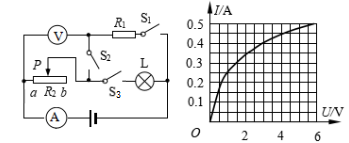 V R₁ S₁
S₂
P L
a R₂ b S₃
A
I/A
0.5
0.4
0.3
0.2
0.1
O 2 4 6 U/V